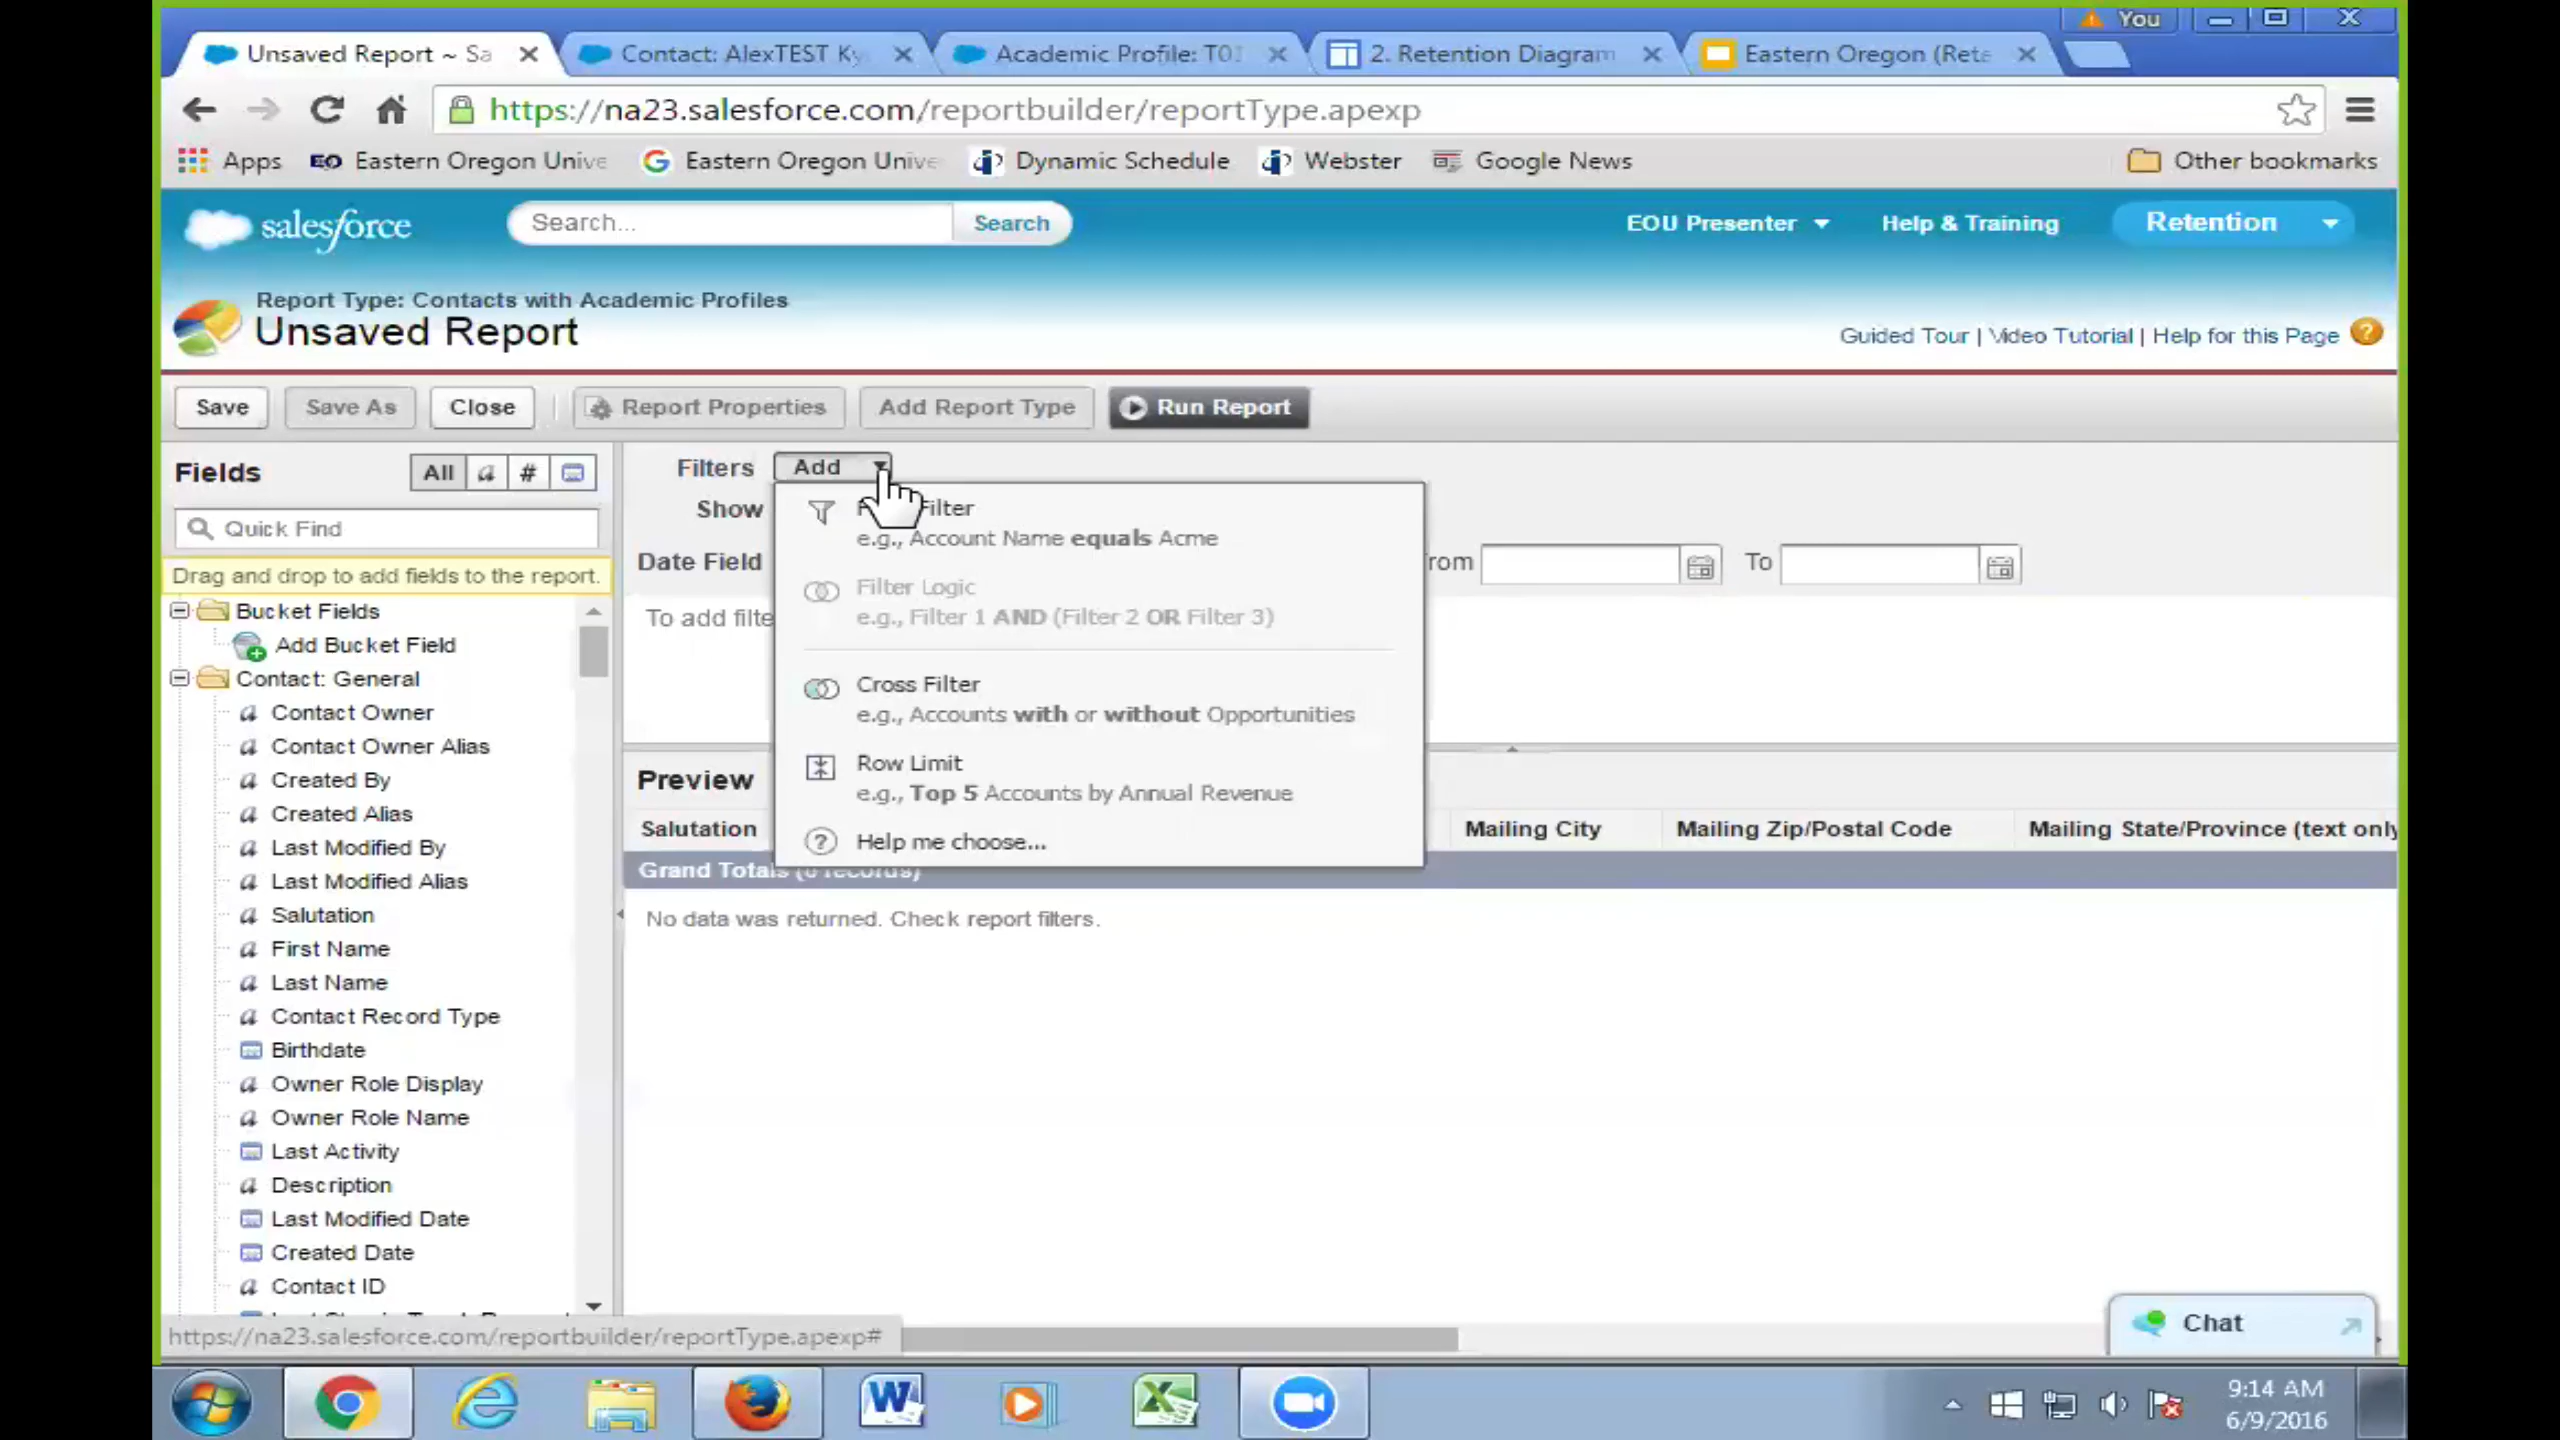 You
Unsaved Report ~ Sa
Contact: AlexTEST Ky
Academic Profile: T01
2. Retention Diagram
Eastern Oregon (Rete
https://na23.salesforce.com/reportbuilder/reportType.apexp
Apps
Eastern Oregon Unive
Eastern Oregon Unive
Dynamic Schedule
Webster
Google News
Other bookmarks
salesforce
Search...
Search
EOU Presenter
Help & Training
Retention
Report Type: Contacts with Academic Profiles
Unsaved Report
Guided Tour | Video Tutorial | Help for this Page
Save
Save As
Close
Report Properties
Add Report Type
Run Report
Fields
All
a
#
Quick Find
Drag and drop to add fields to the report.
Bucket Fields
Add Bucket Field
Contact: General
Contact Owner
Contact Owner Alias
Created By
Created Alias
Last Modified By
Last Modified Alias
Salutation
First Name
Last Name
Contact Record Type
Birthdate
Owner Role Display
Owner Role Name
Last Activity
Description
Last Modified Date
Created Date
Contact ID
https://na23.salesforce.com/reportbuilder/reportType.apexp#
Filters
Add
Show
Date Field
To add filte
Filter
e.g., Account Name equals Acme
Filter Logic
e.g., Filter 1 AND (Filter 2 OR Filter 3)
Cross Filter
e.g., Accounts with or without Opportunities
Row Limit
e.g., Top 5 Accounts by Annual Revenue
Help me choose...
rom
To
Preview
Salutation
Mailing City
Mailing Zip/Postal Code
Mailing State/Province (text only
Grand Totals
No data was returned. Check report filters.
Chat
9:14 AM
6/9/2016